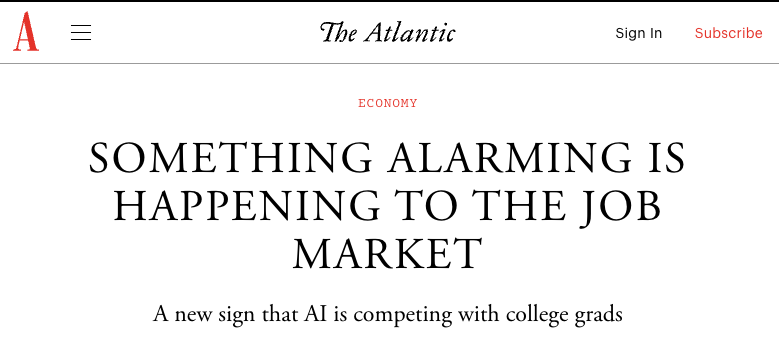 A
The Atlantic
Sign In
Subscribe
ECONOMY
SOMETHING ALARMING IS
HAPPENING TO THE JOB
MARKET
A new sign that AI is competing with college grads